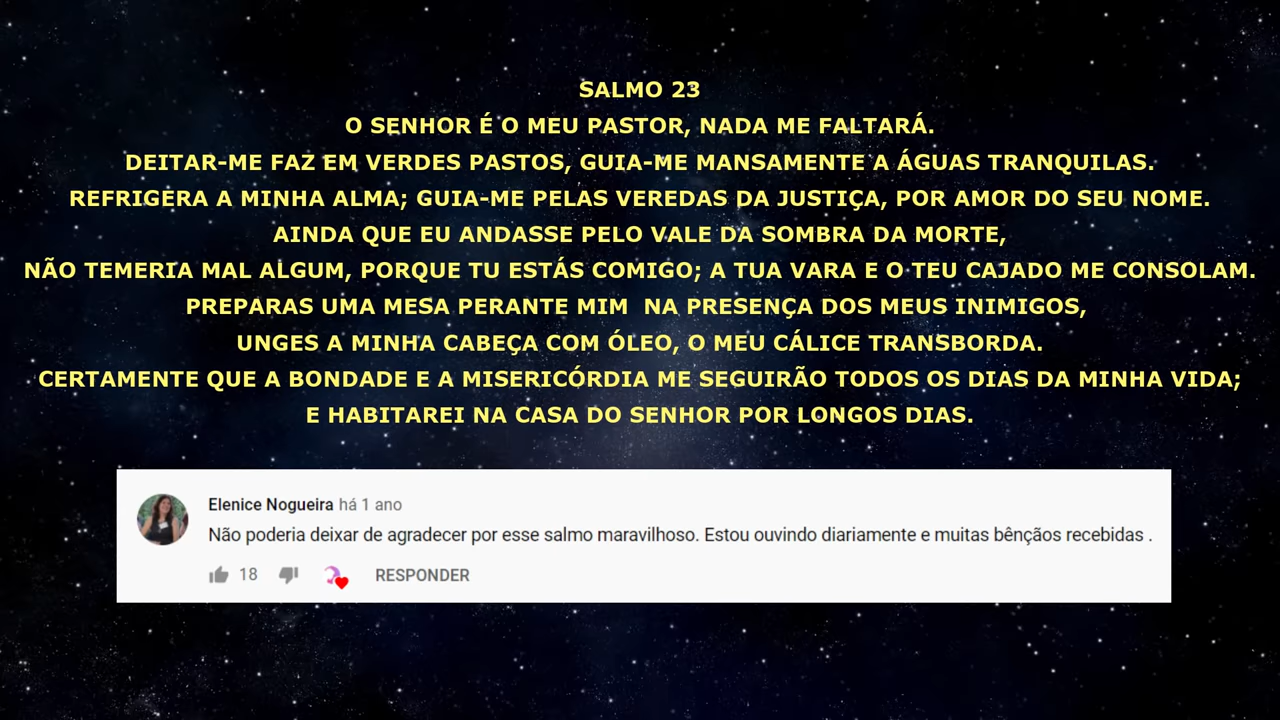 SALMO 23
O SENHOR É O MEU PASTOR, NADA ME FALTARÁ.
DEITAR-ME FAZ EM VERDES PASTOS, GUIA-ME MANSAMENTE A ÁGUAS TRANQUILAS.
REFRIGERA A MINHA ALMA; GUIA-ME PELAS VEREDAS DA JUSTIÇA, POR AMOR DO SEU NOME.
AINDA QUE EU ANDASSE PELO VALE DA SOMBRA DA MORTE,
NÃO TEMERIA MAL ALGUM, PORQUE TU ESTÁS COMIGO; A TUA VARA E O TEU CAJADO ME CONSOLAM.
PREPARAS UMA MESA PERANTE MIM  NA PRESENÇA DOS MEUS INIMIGOS,
UNGES A MINHA CABEÇA COM ÓLEO, O MEU CÁLICE TRANSBORDA.
CERTAMENTE QUE A BONDADE E A MISERICÓRDIA ME SEGUIRÃO TODOS OS DIAS DA MINHA VIDA;
E HABITAREI NA CASA DO SENHOR POR LONGOS DIAS.
Elenice Nogueira há 1 ano
Não poderia deixar de agradecer por esse salmo maravilhoso. Estou ouvindo diariamente e muitas bênçãos recebidas .
18 RESPONDER